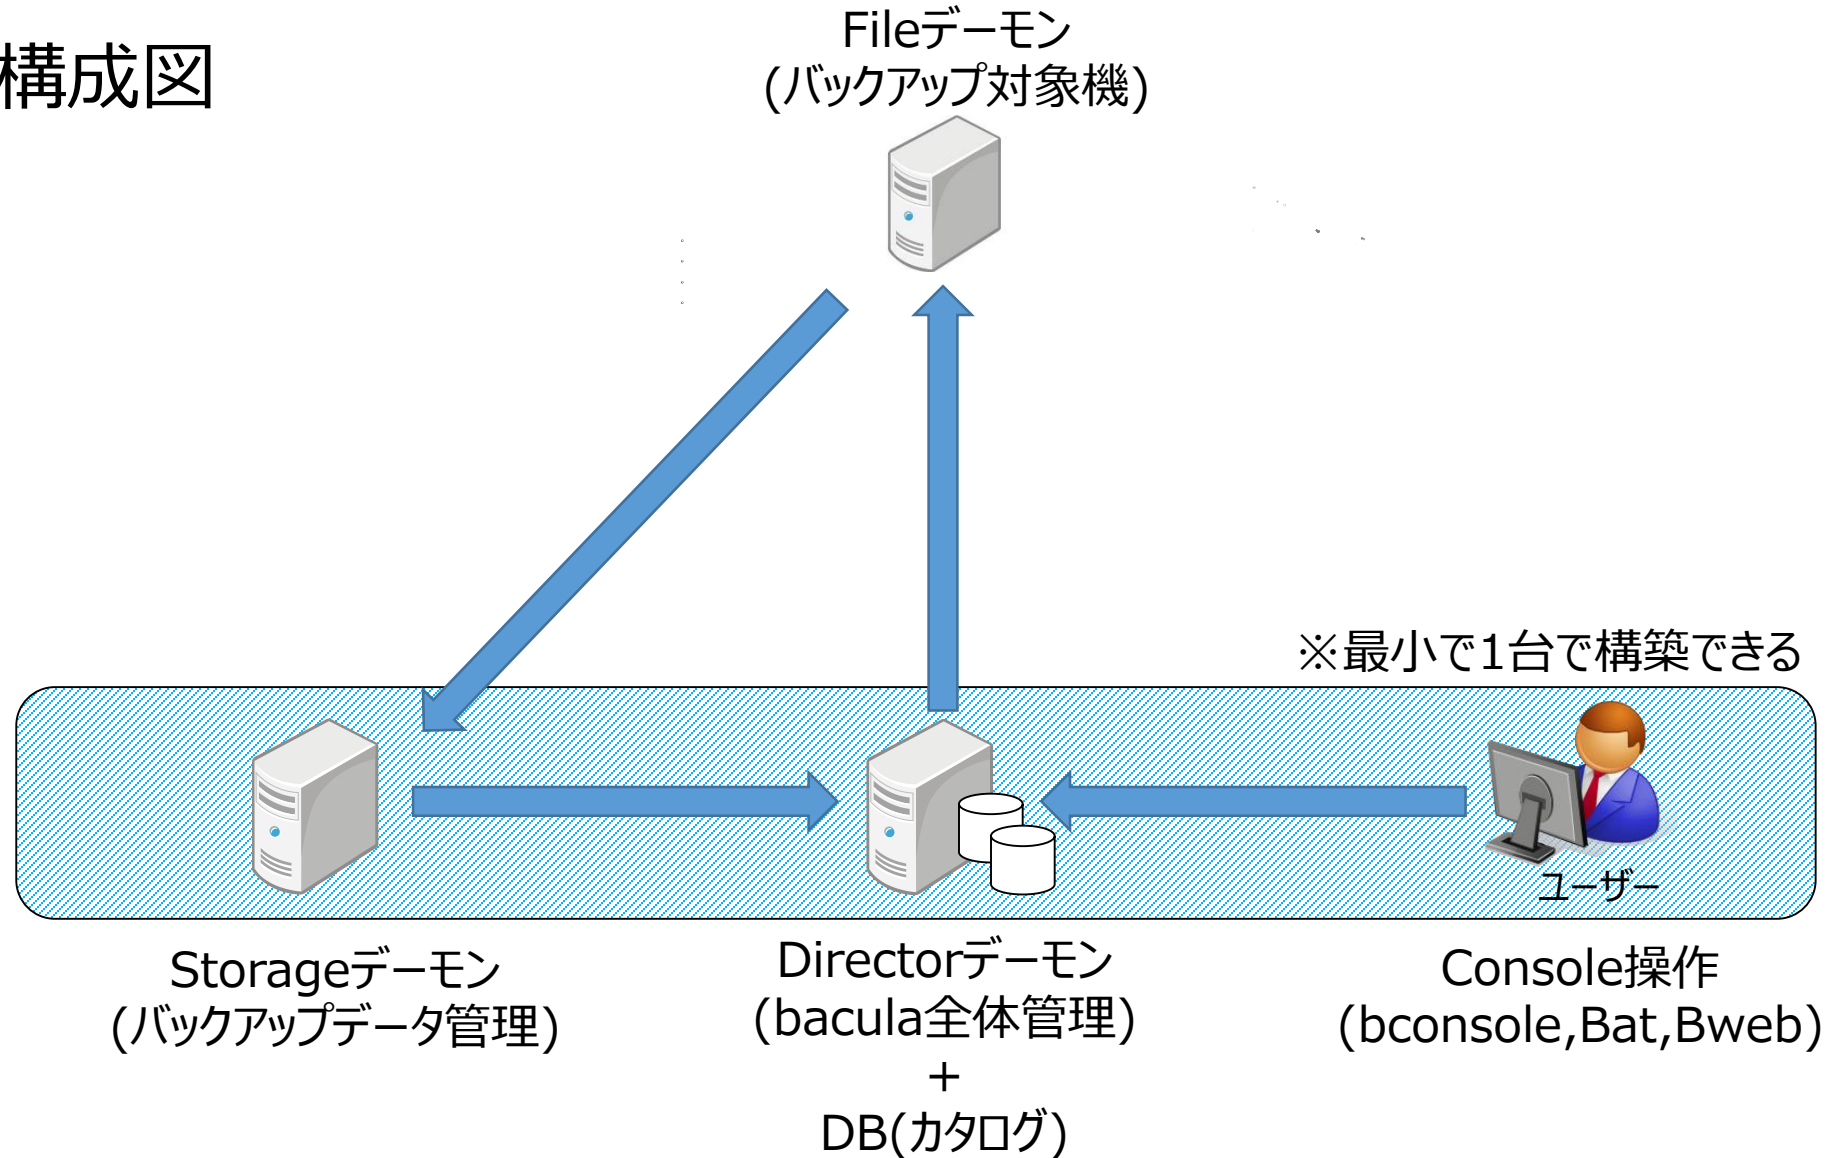 構成図
Fileデーモン
(バックアップ対象機)
※最小で1台で構築できる
ユーザー
Storageデーモン
(バックアップデータ管理)
Directorデーモン
(bacula全体管理)
+
DB(カタログ)
Console操作
(bconsole,Bat,Bweb)